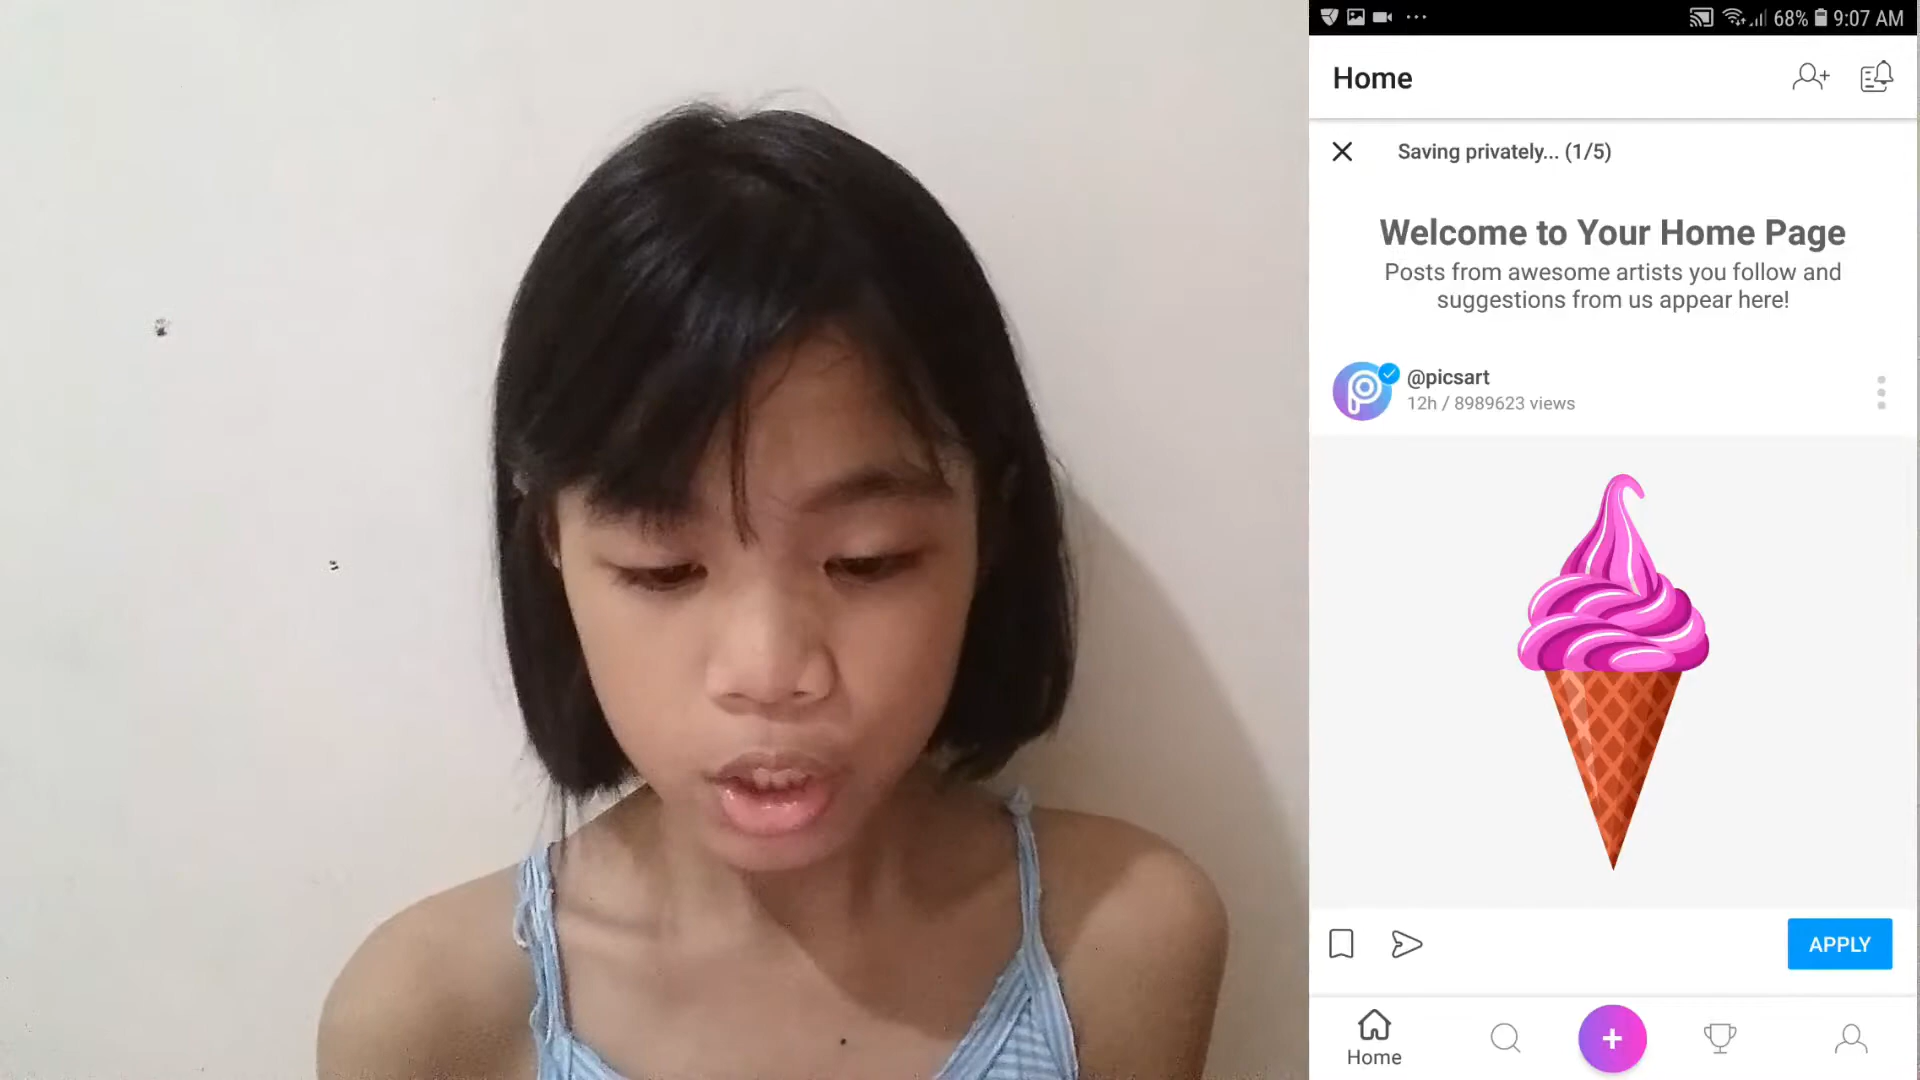 68% 9:07 AM
Home
Saving privately... (1/5)
Welcome to Your Home Page
Posts from awesome artists you follow and
suggestions from us appear here!
@picsart
12h / 8989623 views
APPLY
Home